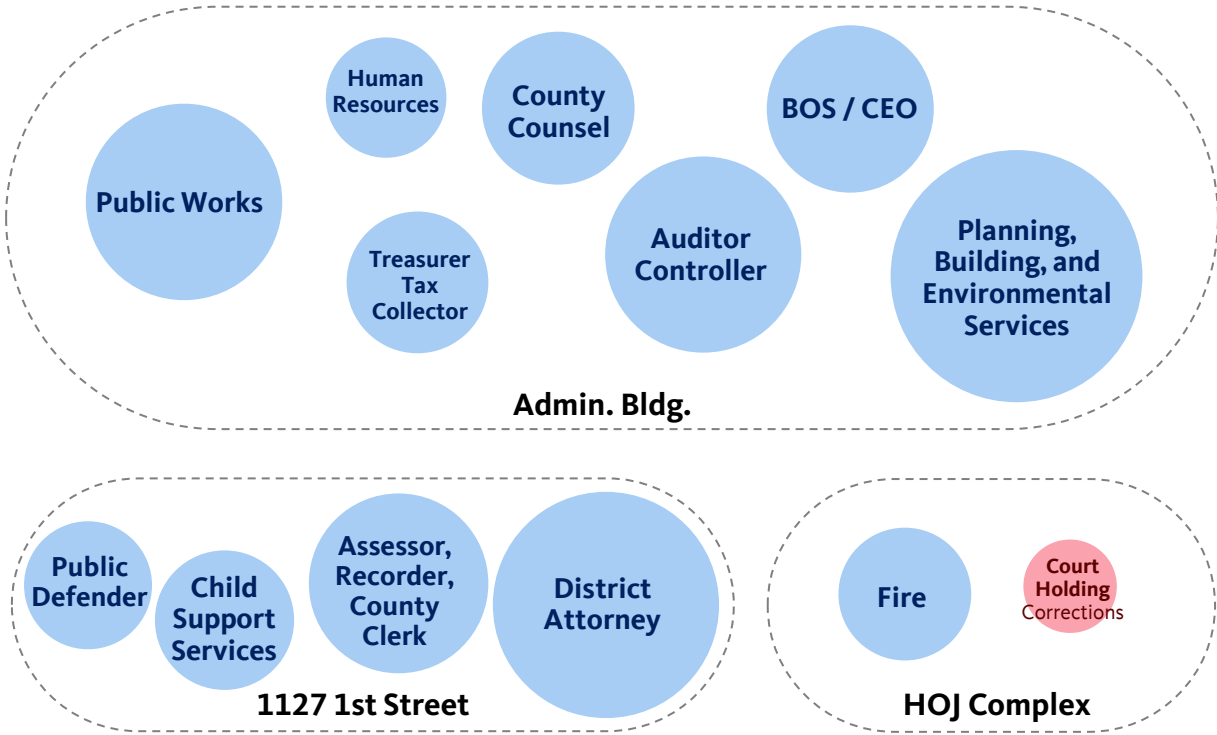 Human
Resources
County
Counsel
BOS / CEO
Public Works
Treasurer
Tax
Collector
Auditor
Controller
Planning,
Building, and
Environmental
Services
Admin. Bldg.
Public
Defender
Child
Support
Services
Assessor,
Recorder,
County
Clerk
District
Attorney
1127 1st Street
Fire
Court
Holding
Corrections
HOJ Complex